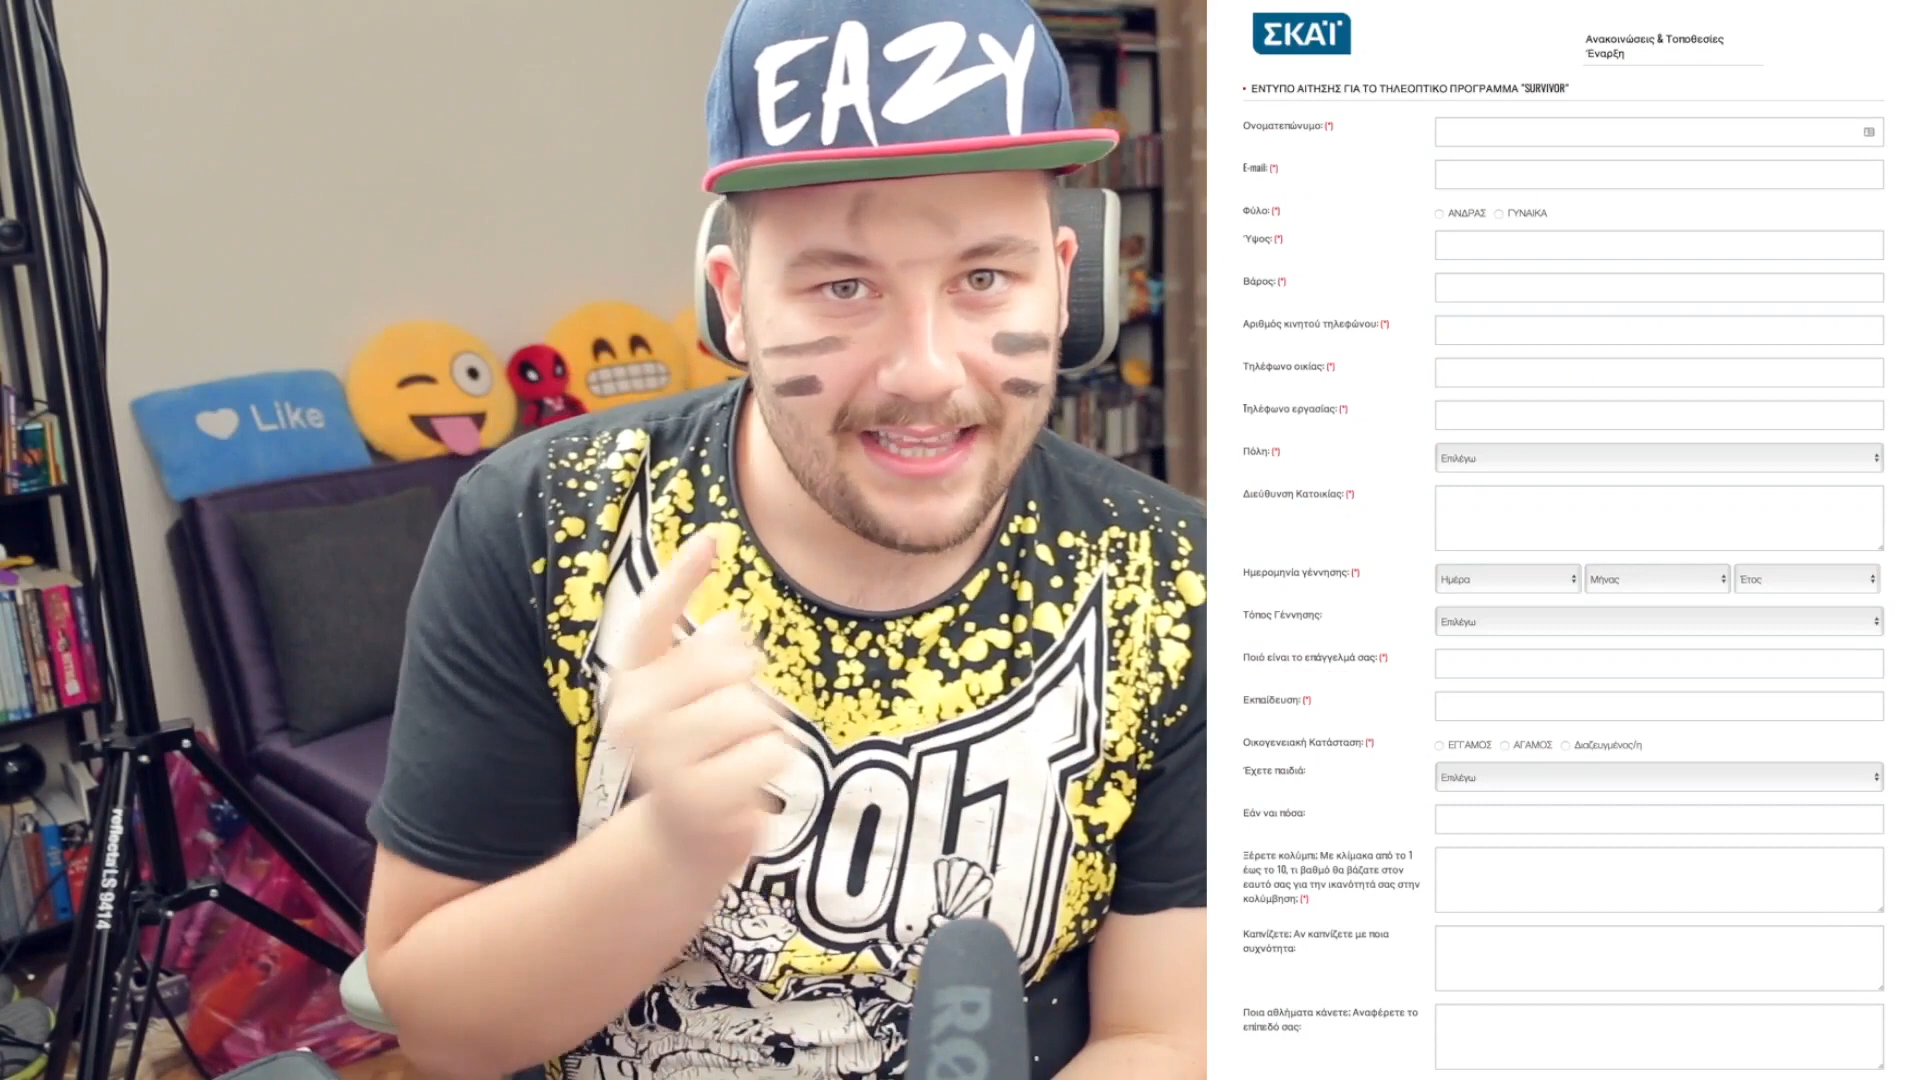 EAZY
Like
POUT
reflecta LS 9414
RØ
ΣΚΑΪ
Ανακοινώσεις & Τοποθεσίες
Έναρξη
ΕΝΤΥΠΟ ΑΙΤΗΣΗΣ ΓΙΑ ΤΟ ΤΗΛΕΟΠΤΙΚΟ ΠΡΟΓΡΑΜΜΑ "SURVIVOR"
Ονοματεπώνυμο: (*)
E-mail: (*)
Φύλο: (*)
ΑΝΔΡΑΣ ΓΥΝΑΙΚΑ
Ύψος: (*)
Βάρος: (*)
Αριθμός κινητού τηλεφώνου: (*)
Τηλέφωνο οικίας: (*)
Τηλέφωνο εργασίας: (*)
Πόλη: (*)
Επιλέγω
Διεύθυνση Κατοικίας: (*)
Ημερομηνία γέννησης: (*)
Ημέρα Μήνας Έτος
Τόπος Γέννησης:
Επιλέγω
Ποιό είναι το επάγγελμά σας: (*)
Εκπαίδευση: (*)
Οικογενειακή Κατάσταση: (*)
ΕΓΓΑΜΟΣ ΑΓΑΜΟΣ Διαζευγμένος/η
Έχετε παιδιά:
Επιλέγω
Εάν ναι πόσα:
Ξέρετε κολύμπι; Με κλίμακα από το 1
έως το 10, τι βαθμό θα βάζατε στον
εαυτό σας για την ικανότητά σας στην
κολύμβηση; (*)
Καπνίζετε; Αν καπνίζετε με ποια
συχνότητα:
Ποια αθλήματα κάνετε; Αναφέρετε το
επίπεδό σας: